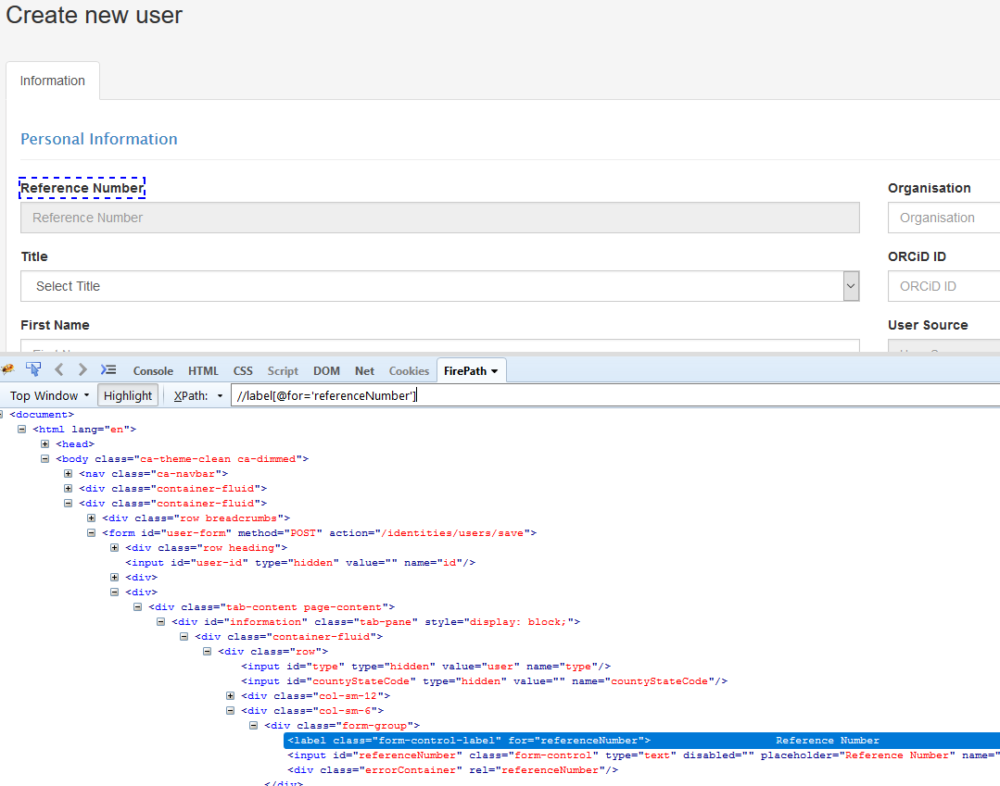 Create new user
Information
Personal Information
Reference Number
Organisation
Reference Number
Organisation
Title
ORCiD ID
Select Title
ORCiD ID
First Name
User Source
Console HTML CSS Script DOM Net Cookies FirePath
Top Window Highlight XPath: //label[@for='referenceNumber']
<document>
<html lang="en">
<head>
<body class="ca-theme-clean ca-dimmed">
<nav class="ca-navbar">
<div class="container-fluid">
<div class="container-fluid">
<div class="row breadcrumbs">
<form id="user-form" method="POST" action="/identities/users/save">
<div class="row heading">
<input id="user-id" type="hidden" value="" name="id"/>
<div>
<div>
<div class="tab-content page-content">
<div id="information" class="tab-pane" style="display: block;">
<div class="container-fluid">
<div class="row">
<input id="type" type="hidden" value="user" name="type"/>
<input id="countyStateCode" type="hidden" value="" name="countyStateCode"/>
<div class="col-sm-12">
<div class="col-sm-6">
<div class="form-group">
<label class="form-control-label" for="referenceNumber"> Reference Number
<input id="referenceNumber" class="form-control" type="text" disabled="" placeholder="Reference Number" name="
<div class="errorContainer" rel="referenceNumber"/>
</div>